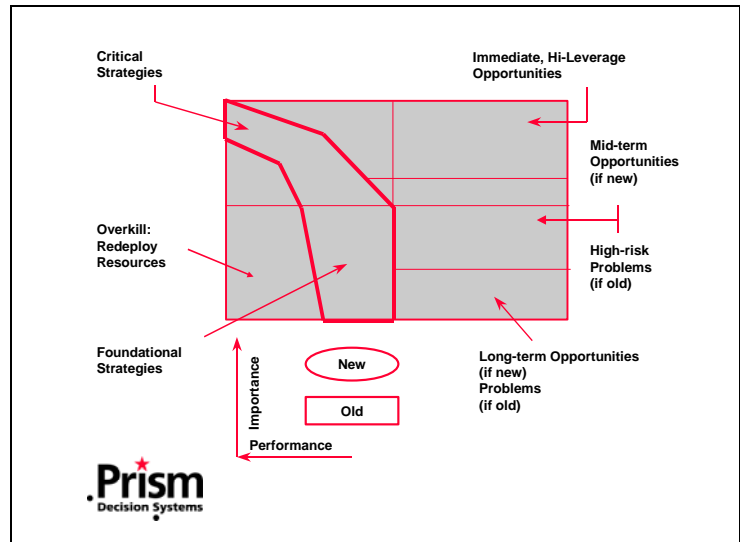 Critical
Strategies
Immediate, Hi-Leverage
Opportunities
Mid-term
Opportunities
(if new)
Overkill:
Redeploy
Resources
High-risk
Problems
(if old)
Foundational
Strategies
Long-term Opportunities
(if new)
Problems
(if old)
New
Old
Importance
Performance
Prism
Decision Systems